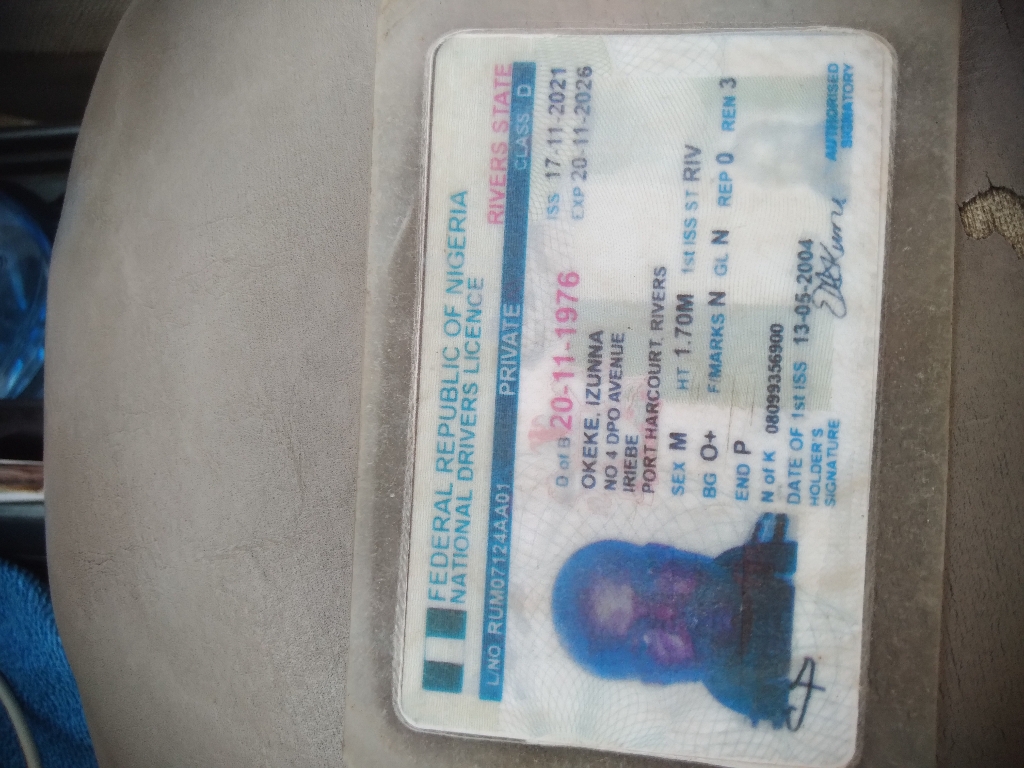 FEDERAL REPUBLIC OF NIGERIA
NATIONAL DRIVERS LICENCE
RIVERS STATE
L/NO RUM07124AA01 PRIVATE CLASS D
D of B 20-11-1976 ISS 17-11-2021
EXP 20-11-2026
OKEKE, IZUNNA
NO 4 DPO AVENUE
IRIEBE
PORT HARCOURT, RIVERS
SEX M HT 1.70M 1st ISS ST RIV
BG O+ F/MARKS N GL N REP 0 REN 3
END P
N of K 08099356900
DATE OF 1st ISS 13-05-2004
HOLDER'S
SIGNATURE
AUTHORISED
SIGNATORY